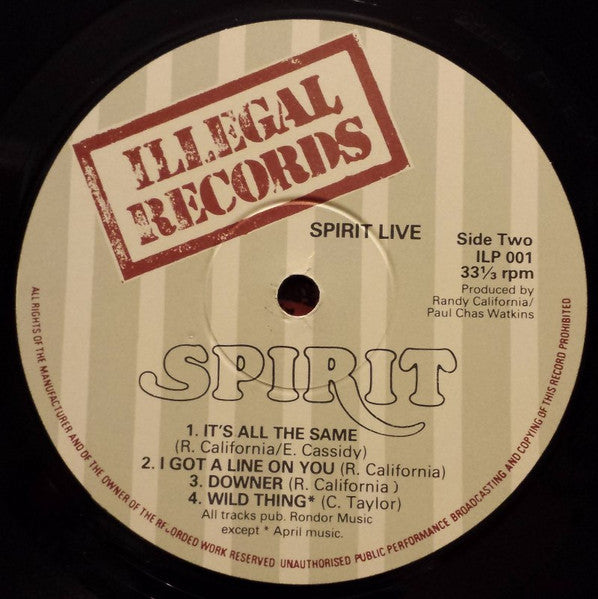 ILLEGAL
RECORDS
SPIRIT LIVE
Side Two
ILP 001
33⅓ rpm
Produced by
Randy California/
Paul Chas Watkins
SPIRIT
1. IT'S ALL THE SAME
(R. California/E. Cassidy)
2. I GOT A LINE ON YOU (R. California)
3. DOWNER (R. California )
4. WILD THING* (C. Taylor)
All tracks pub. Rondor Music
except * April music.
ALL RIGHTS OF THE MANUFACTURER AND OF THE OWNER OF THE RECORDED WORK RESERVED UNAUTHORISED PUBLIC PERFORMANCE BROADCASTING AND COPYING OF THIS RECORD PROHIBITED